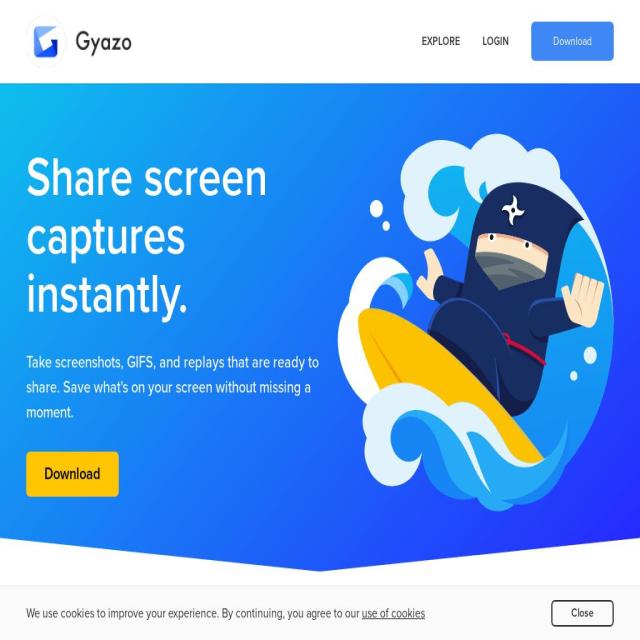 Gyazo
EXPLORE
LOGIN
Download
Share screen
captures
instantly.
Take screenshots, GIFS, and replays that are ready to
share. Save what's on your screen without missing a
moment.
Download
We use cookies to improve your experience. By continuing, you agree to our use of cookies
Close